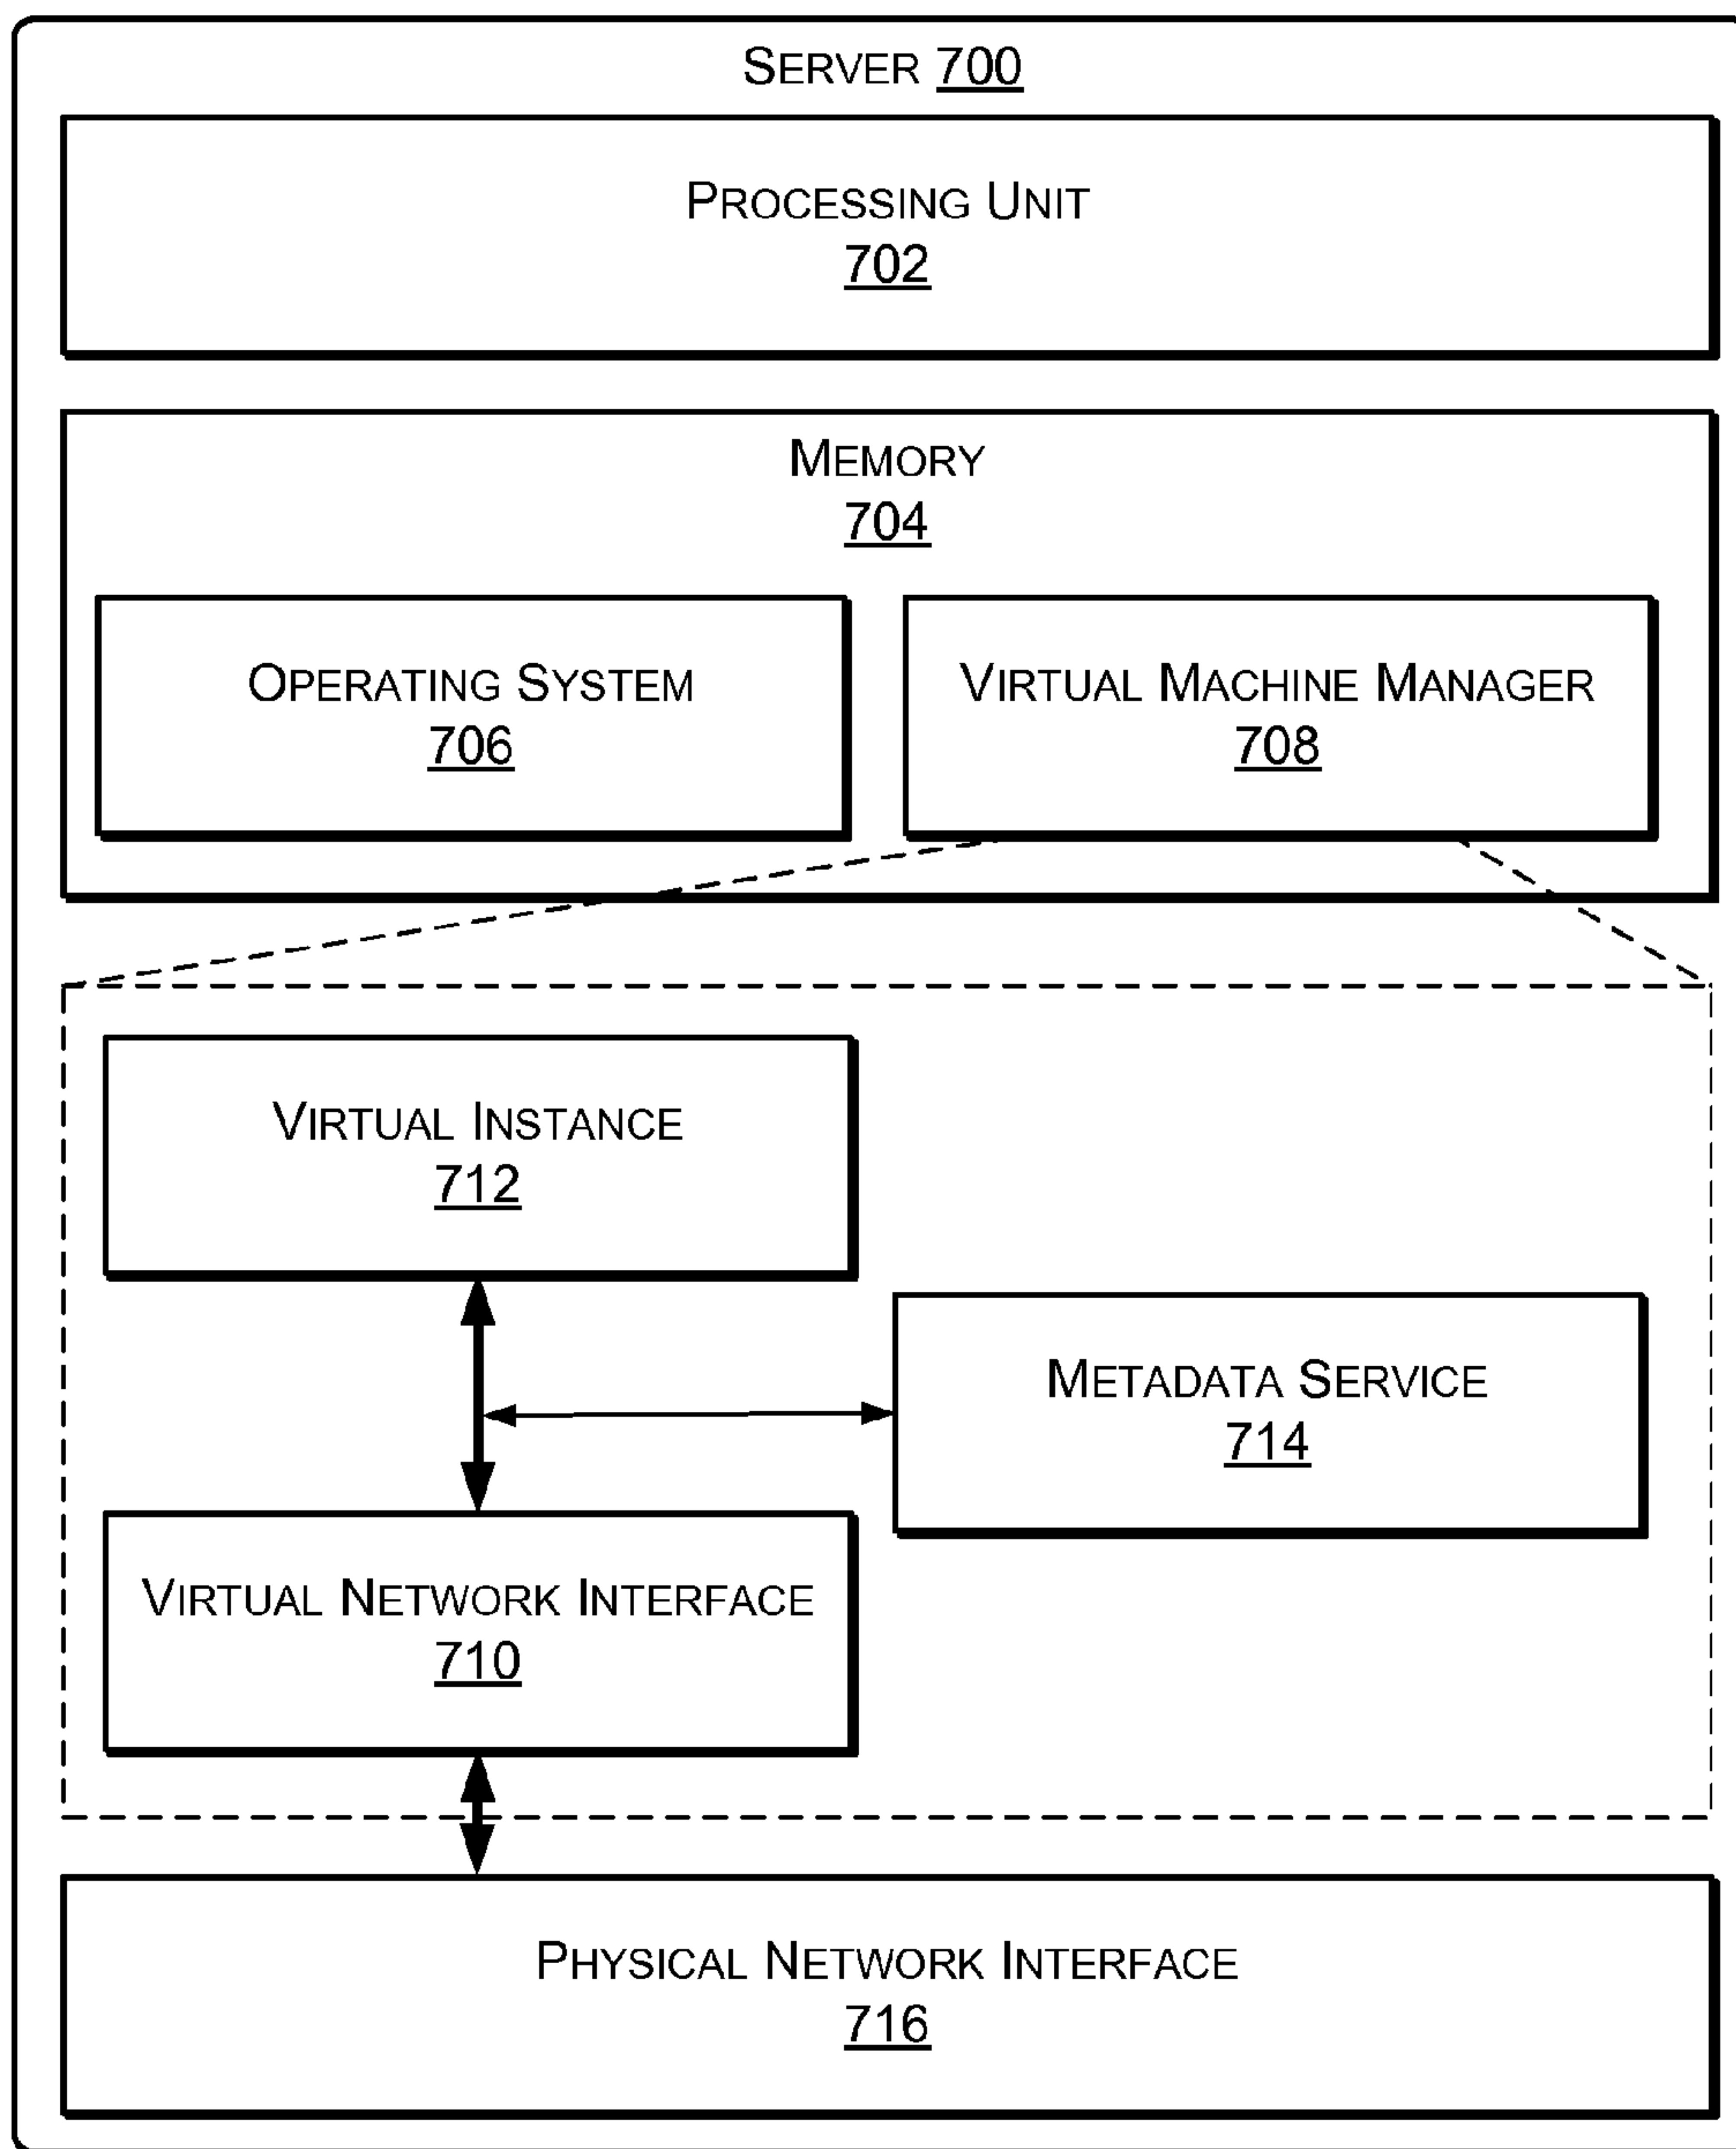 SERVER 700
PROCESSING UNIT
702
MEMORY
704
OPERATING SYSTEM
706
VIRTUAL MACHINE MANAGER
708
VIRTUAL INSTANCE
712
METADATA SERVICE
714
VIRTUAL NETWORK INTERFACE
710
PHYSICAL NETWORK INTERFACE
716